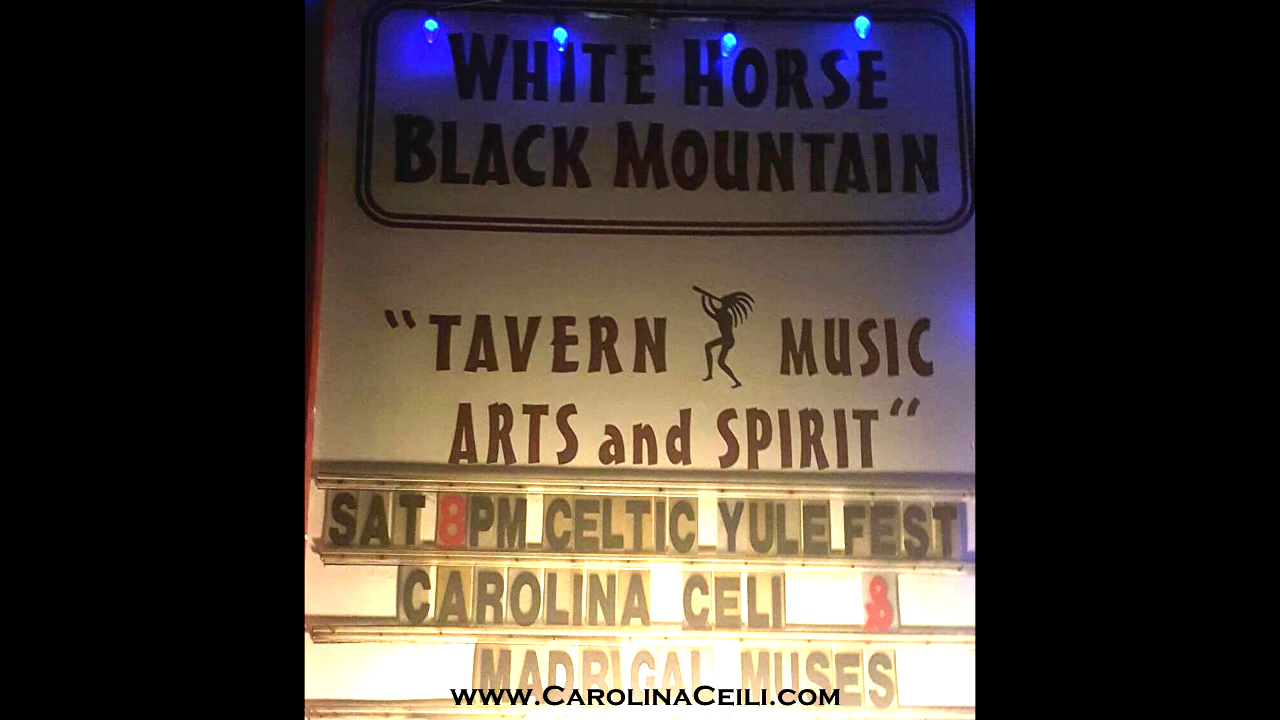 WHITE HORSE
BLACK MOUNTAIN
“TAVERN MUSIC
ARTS and SPIRIT“
SAT 8PM CELTIC YULE FEST
CAROLINA CELI &
MADRIGAL MUSES
WWW.CAROLINACEILI.COM